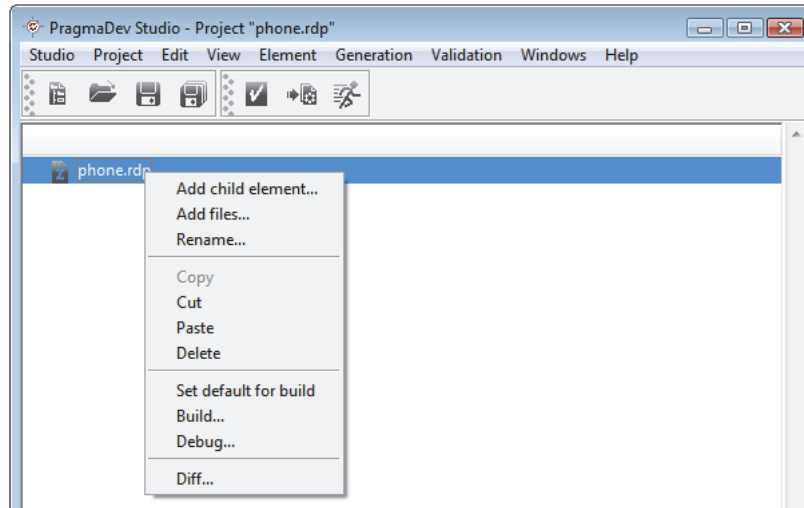 PragmaDev Studio - Project "phone.rdp"
Studio Project Edit View Element Generation Validation Windows Help
phone.rdp
Add child element...
Add files...
Rename...
Copy
Cut
Paste
Delete
Set default for build
Build...
Debug...
Diff...